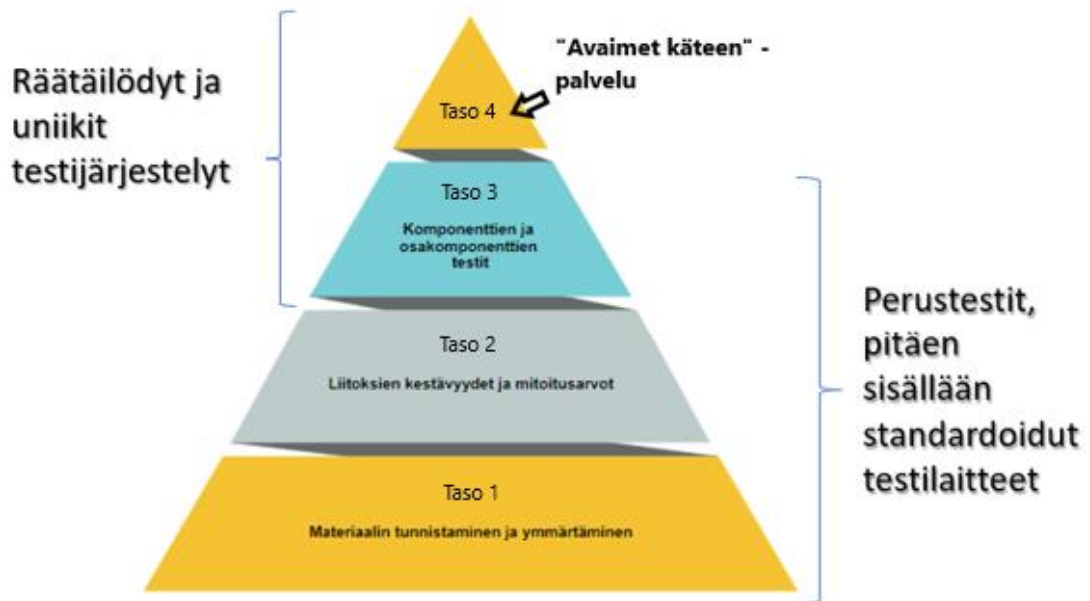 Räätälöidyt ja
uniikit
testijärjestelyt
"Avaimet käteen" -
palvelu
Taso 4
Taso 3
Komponenttien ja
osakomponenttien
testit
Taso 2
Liitoksien kestävyydet ja mitoitusarvot
Taso 1
Materiaalin tunnistaminen ja ymmärtäminen
Perustestit,
pitäen
sisällään
standardoidut
testilaitteet